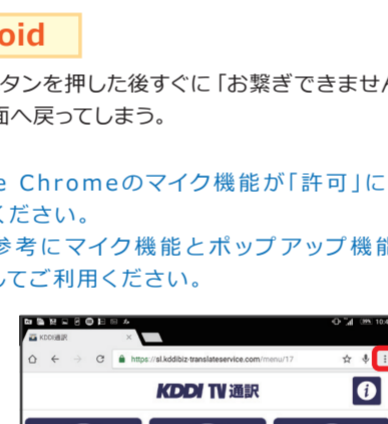 oid
タンを押した後すぐに「お繋ぎできません
面へ戻ってしまう。
e Chromeのマイク機能が「許可」に
ください。
参考にマイク機能とポップアップ機能
してご利用ください。
KDDI通訳
https://sl.kddibiz-translateservice.com/menu/17
KDDI TV 通訳